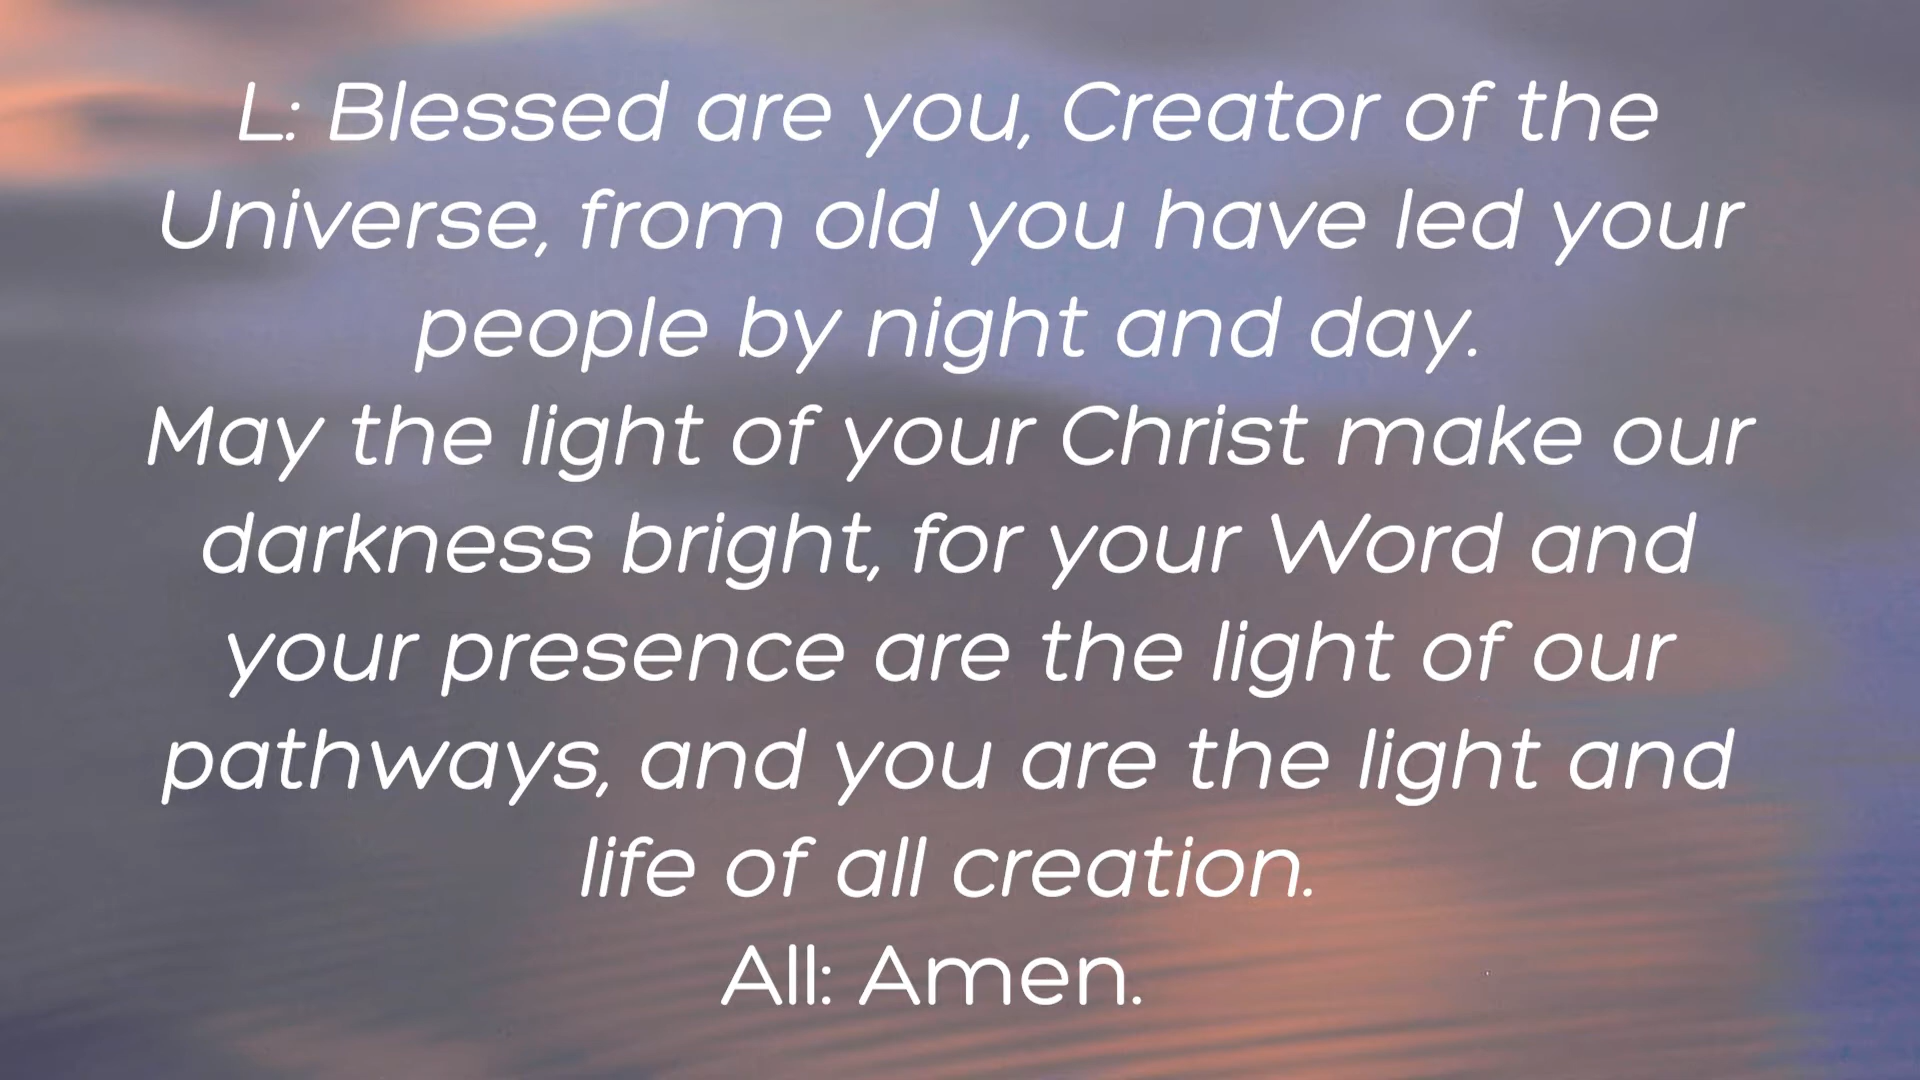 L: Blessed are you, Creator of the
Universe, from old you have led your
people by night and day.
May the light of your Christ make our
darkness bright, for your Word and
your presence are the light of our
pathways, and you are the light and
life of all creation.
All: Amen.